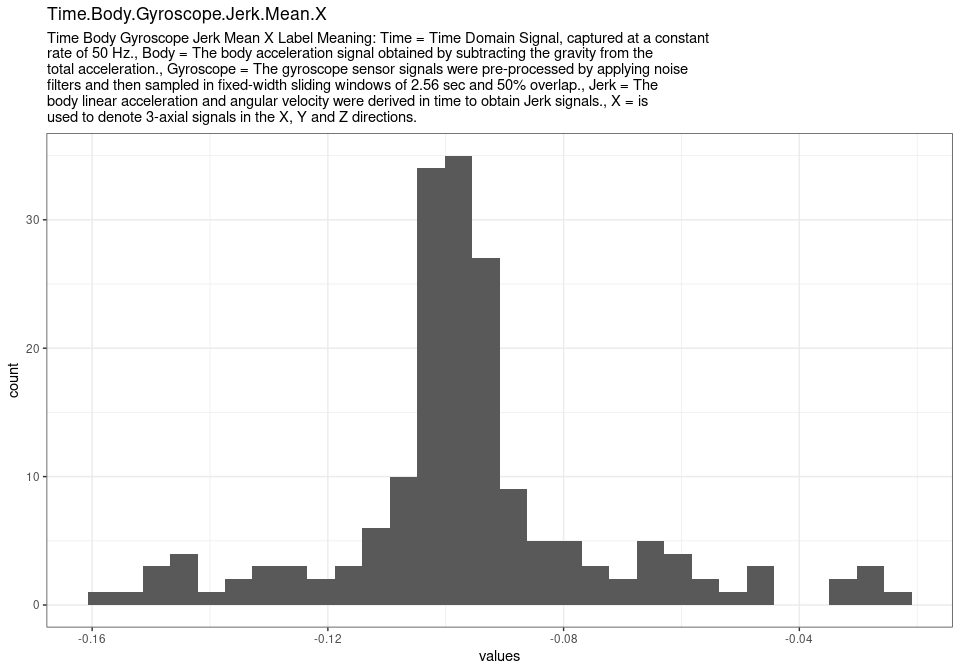 Time.Body.Gyroscope.Jerk.Mean.X
Time Body Gyroscope Jerk Mean X Label Meaning: Time = Time Domain Signal, captured at a constant
rate of 50 Hz., Body = The body acceleration signal obtained by subtracting the gravity from the
total acceleration., Gyroscope = The gyroscope sensor signals were pre-processed by applying noise
filters and then sampled in fixed-width sliding windows of 2.56 sec and 50% overlap., Jerk = The
body linear acceleration and angular velocity were derived in time to obtain Jerk signals., X = is
used to denote 3-axial signals in the X, Y and Z directions.
30
20
10
0
count
-0.16 -0.12 -0.08 -0.04
values